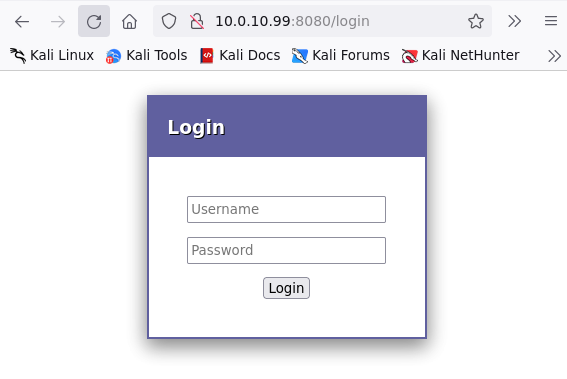 10.0.10.99:8080/login
Kali Linux Kali Tools Kali Docs Kali Forums Kali NetHunter
Login
Username
Password
Login